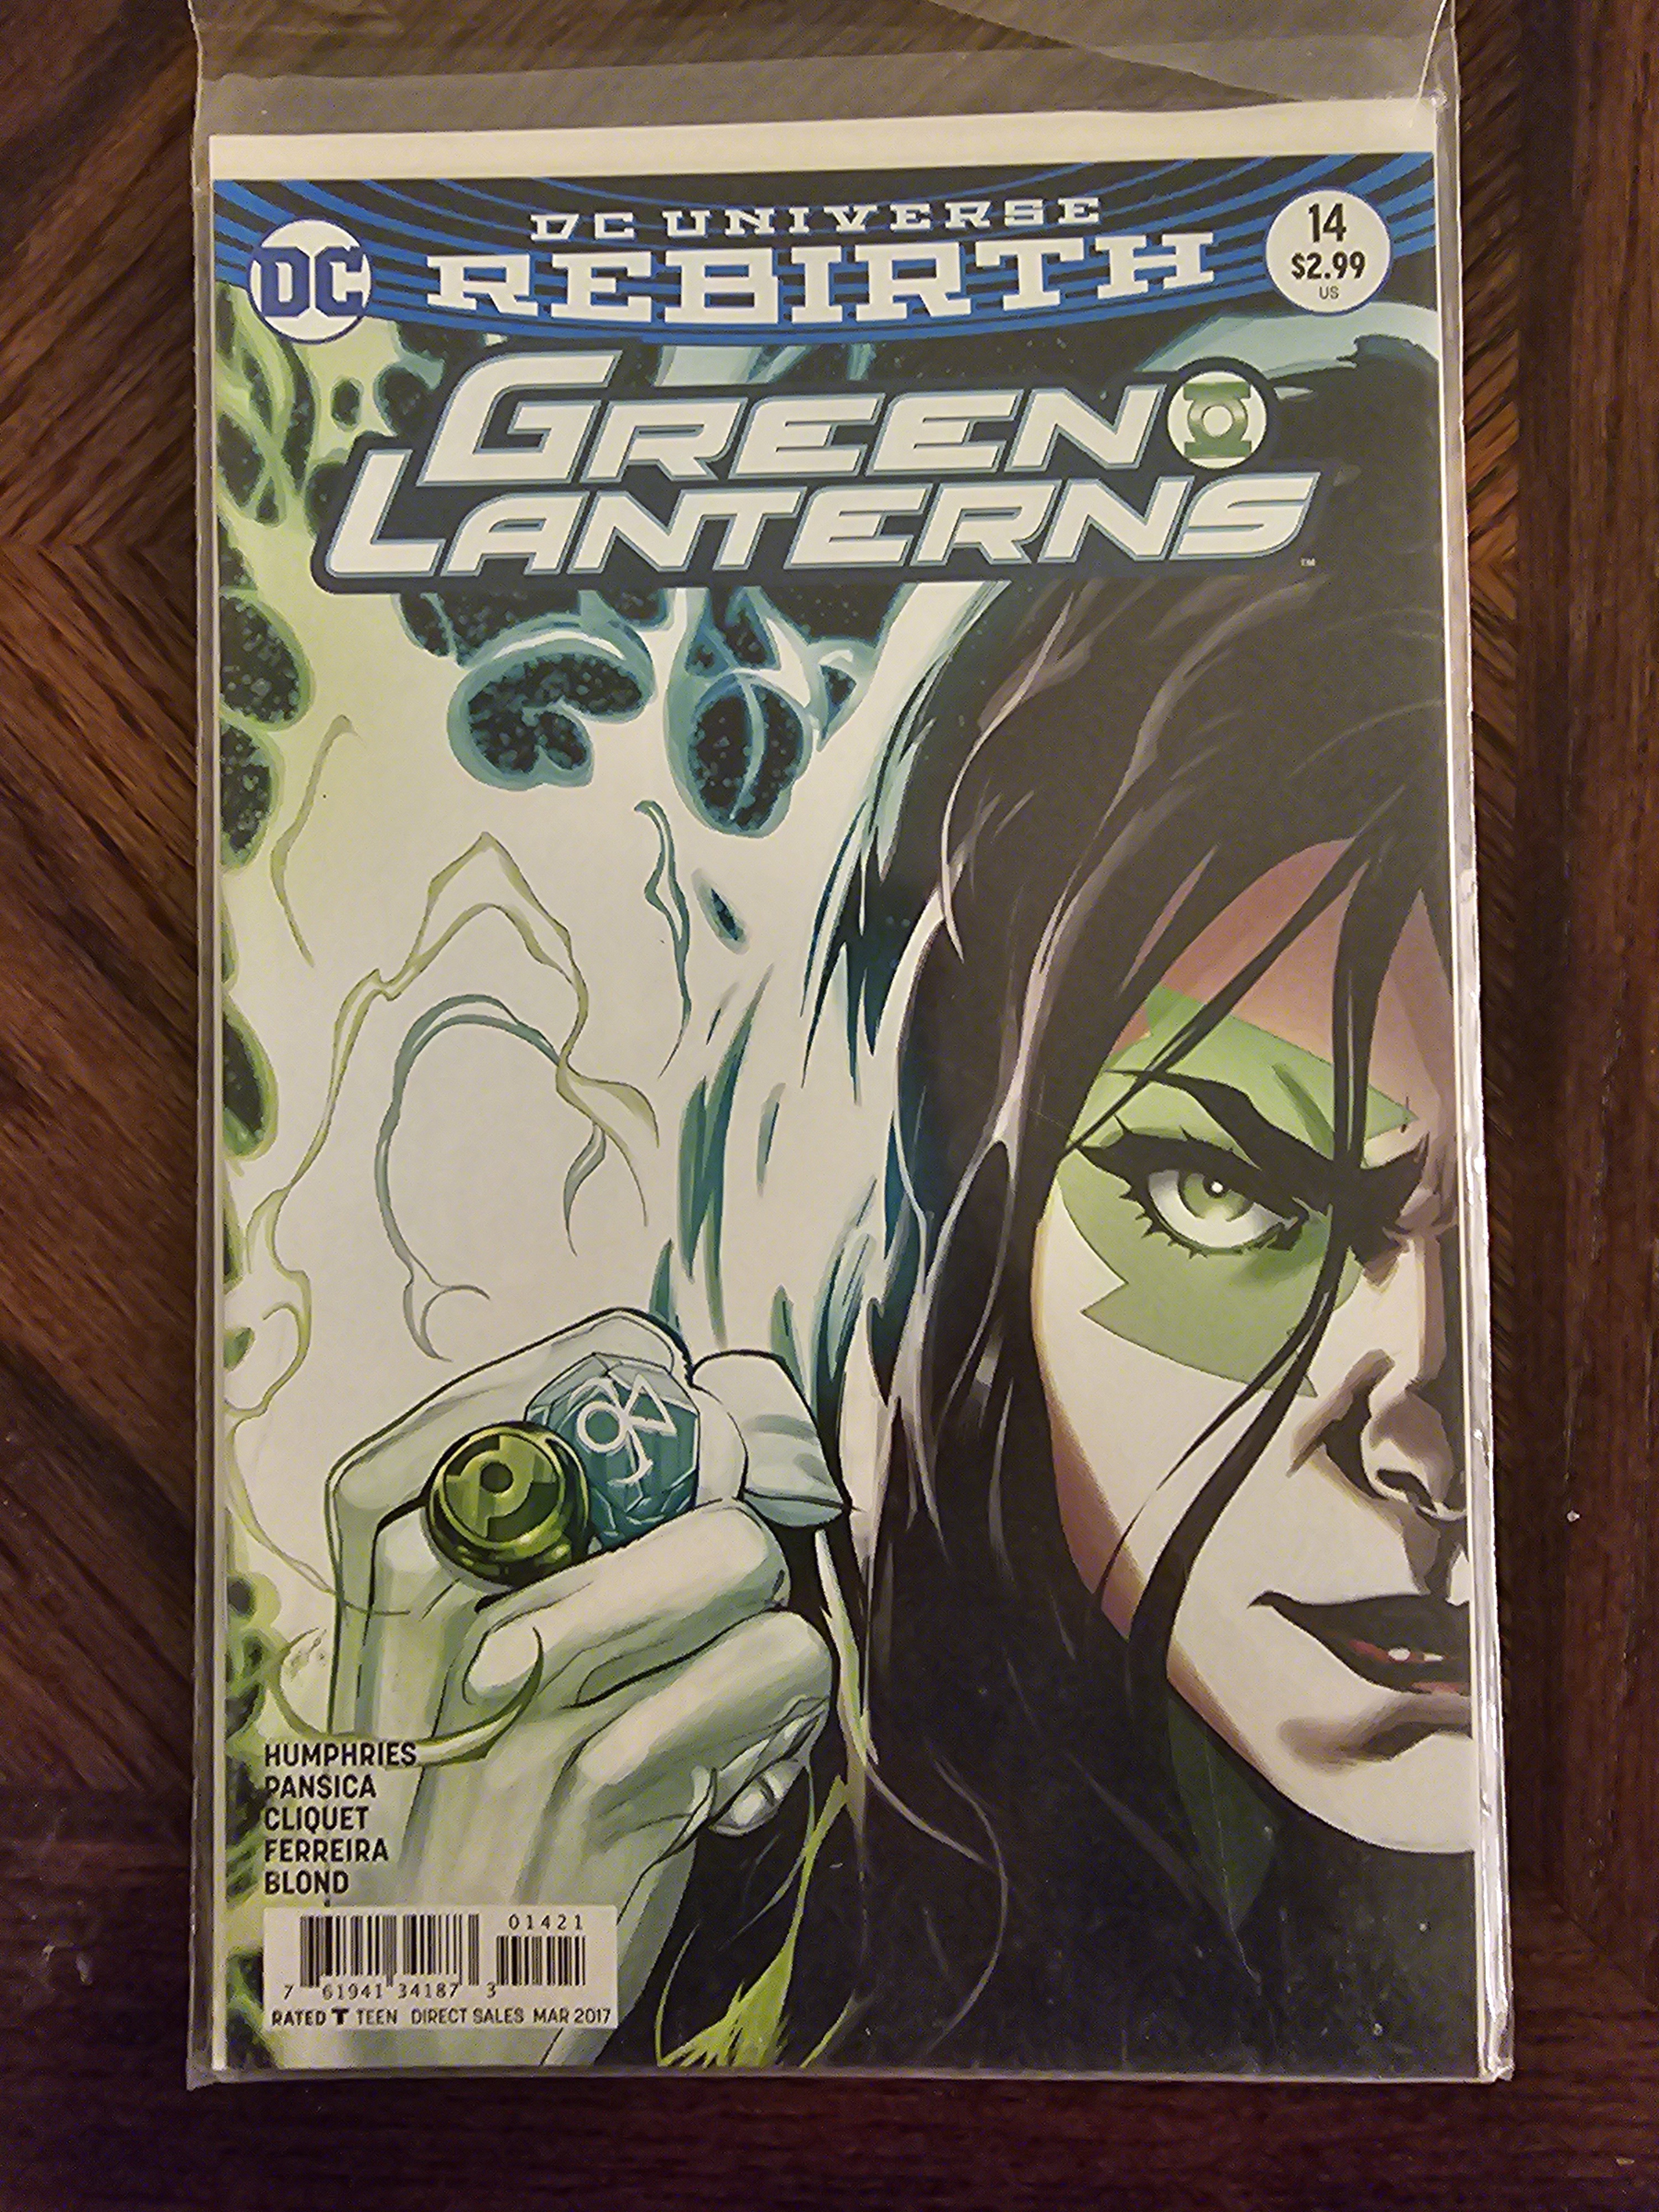 DC UNIVERSE
REBIRTH
DC
14
$2.99
US
GREEN
LANTERNS
TM
HUMPHRIES
PANSICA
CLIQUET
FERREIRA
BLOND
01421
7 61941 34187 3
RATED T TEEN DIRECT SALES MAR 2017